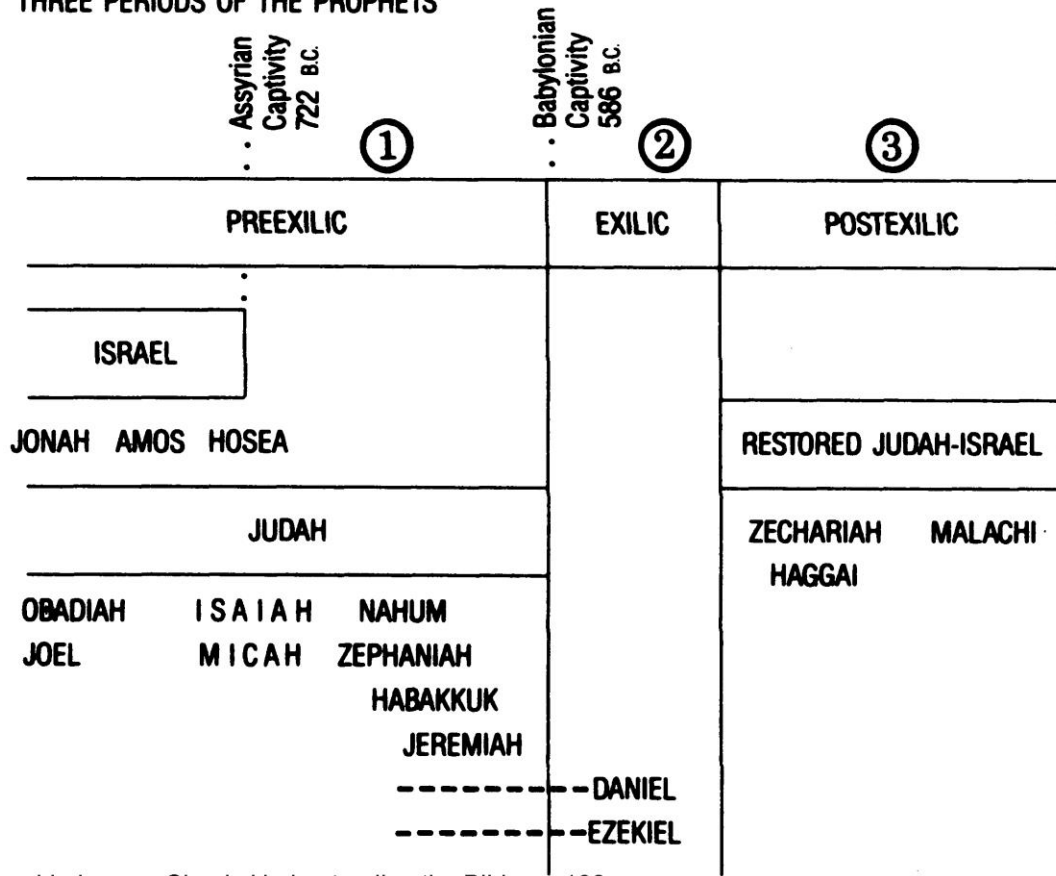 THREE PERIODS OF THE PROPHETS
Assyrian
Captivity
722 B.C.
Babylonian
Captivity
586 B.C.
1
2
3
PREEXILIC
EXILIC
POSTEXILIC
ISRAEL
JONAH AMOS HOSEA
RESTORED JUDAH-ISRAEL
JUDAH
ZECHARIAH MALACHI
HAGGAI
OBADIAH ISAIAH NAHUM
JOEL MICAH ZEPHANIAH
HABAKKUK
JEREMIAH
DANIEL
EZEKIEL